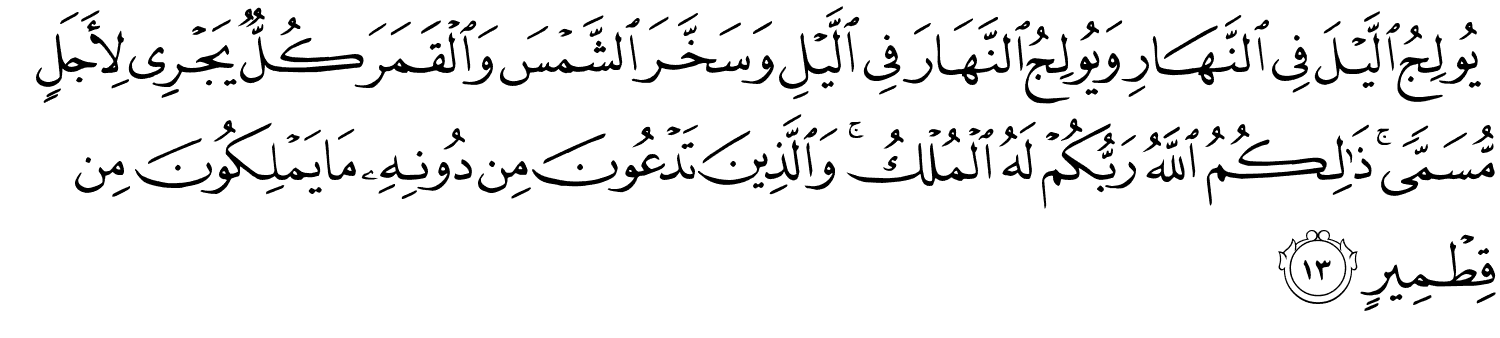 يُولِجُ ٱلَّيْلَ فِى ٱلنَّهَارِ وَيُولِجُ ٱلنَّهَارَ فِى ٱلَّيْلِ وَسَخَّرَ ٱلشَّمْسَ وَٱلْقَمَرَ كُلٌّ يَجْرِى لِأَجَلٍ
مُّسَمًّى ۚ ذَٰلِكُمُ ٱللَّهُ رَبُّكُمْ لَهُ ٱلْمُلْكُ ۚ وَٱلَّذِينَ تَدْعُونَ مِن دُونِهِۦ مَا يَمْلِكُونَ مِن
قِطْمِيرٍ ١٣